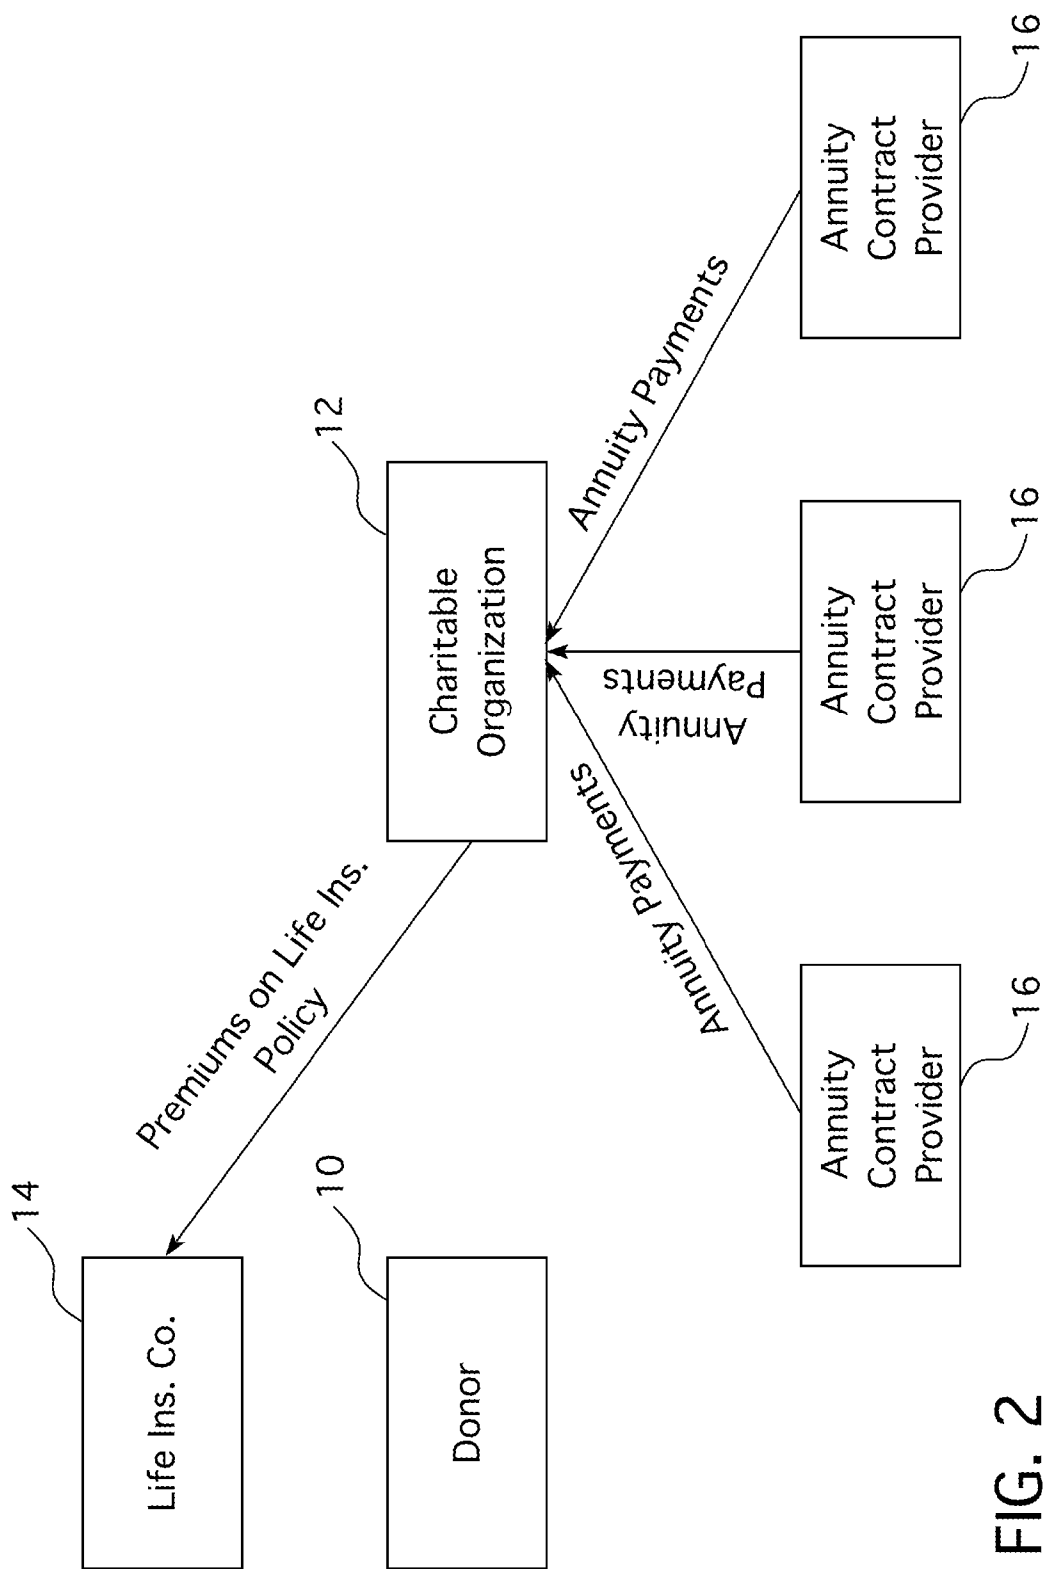 14
Life Ins. Co.
Premiums on Life Ins.
Policy
10
Donor
12
Charitable
Organization
Annuity Payments
Annuity
Payments
Annuity Payments
Annuity
Contract
Provider
16
Annuity
Contract
Provider
16
Annuity
Contract
Provider
16
FIG. 2